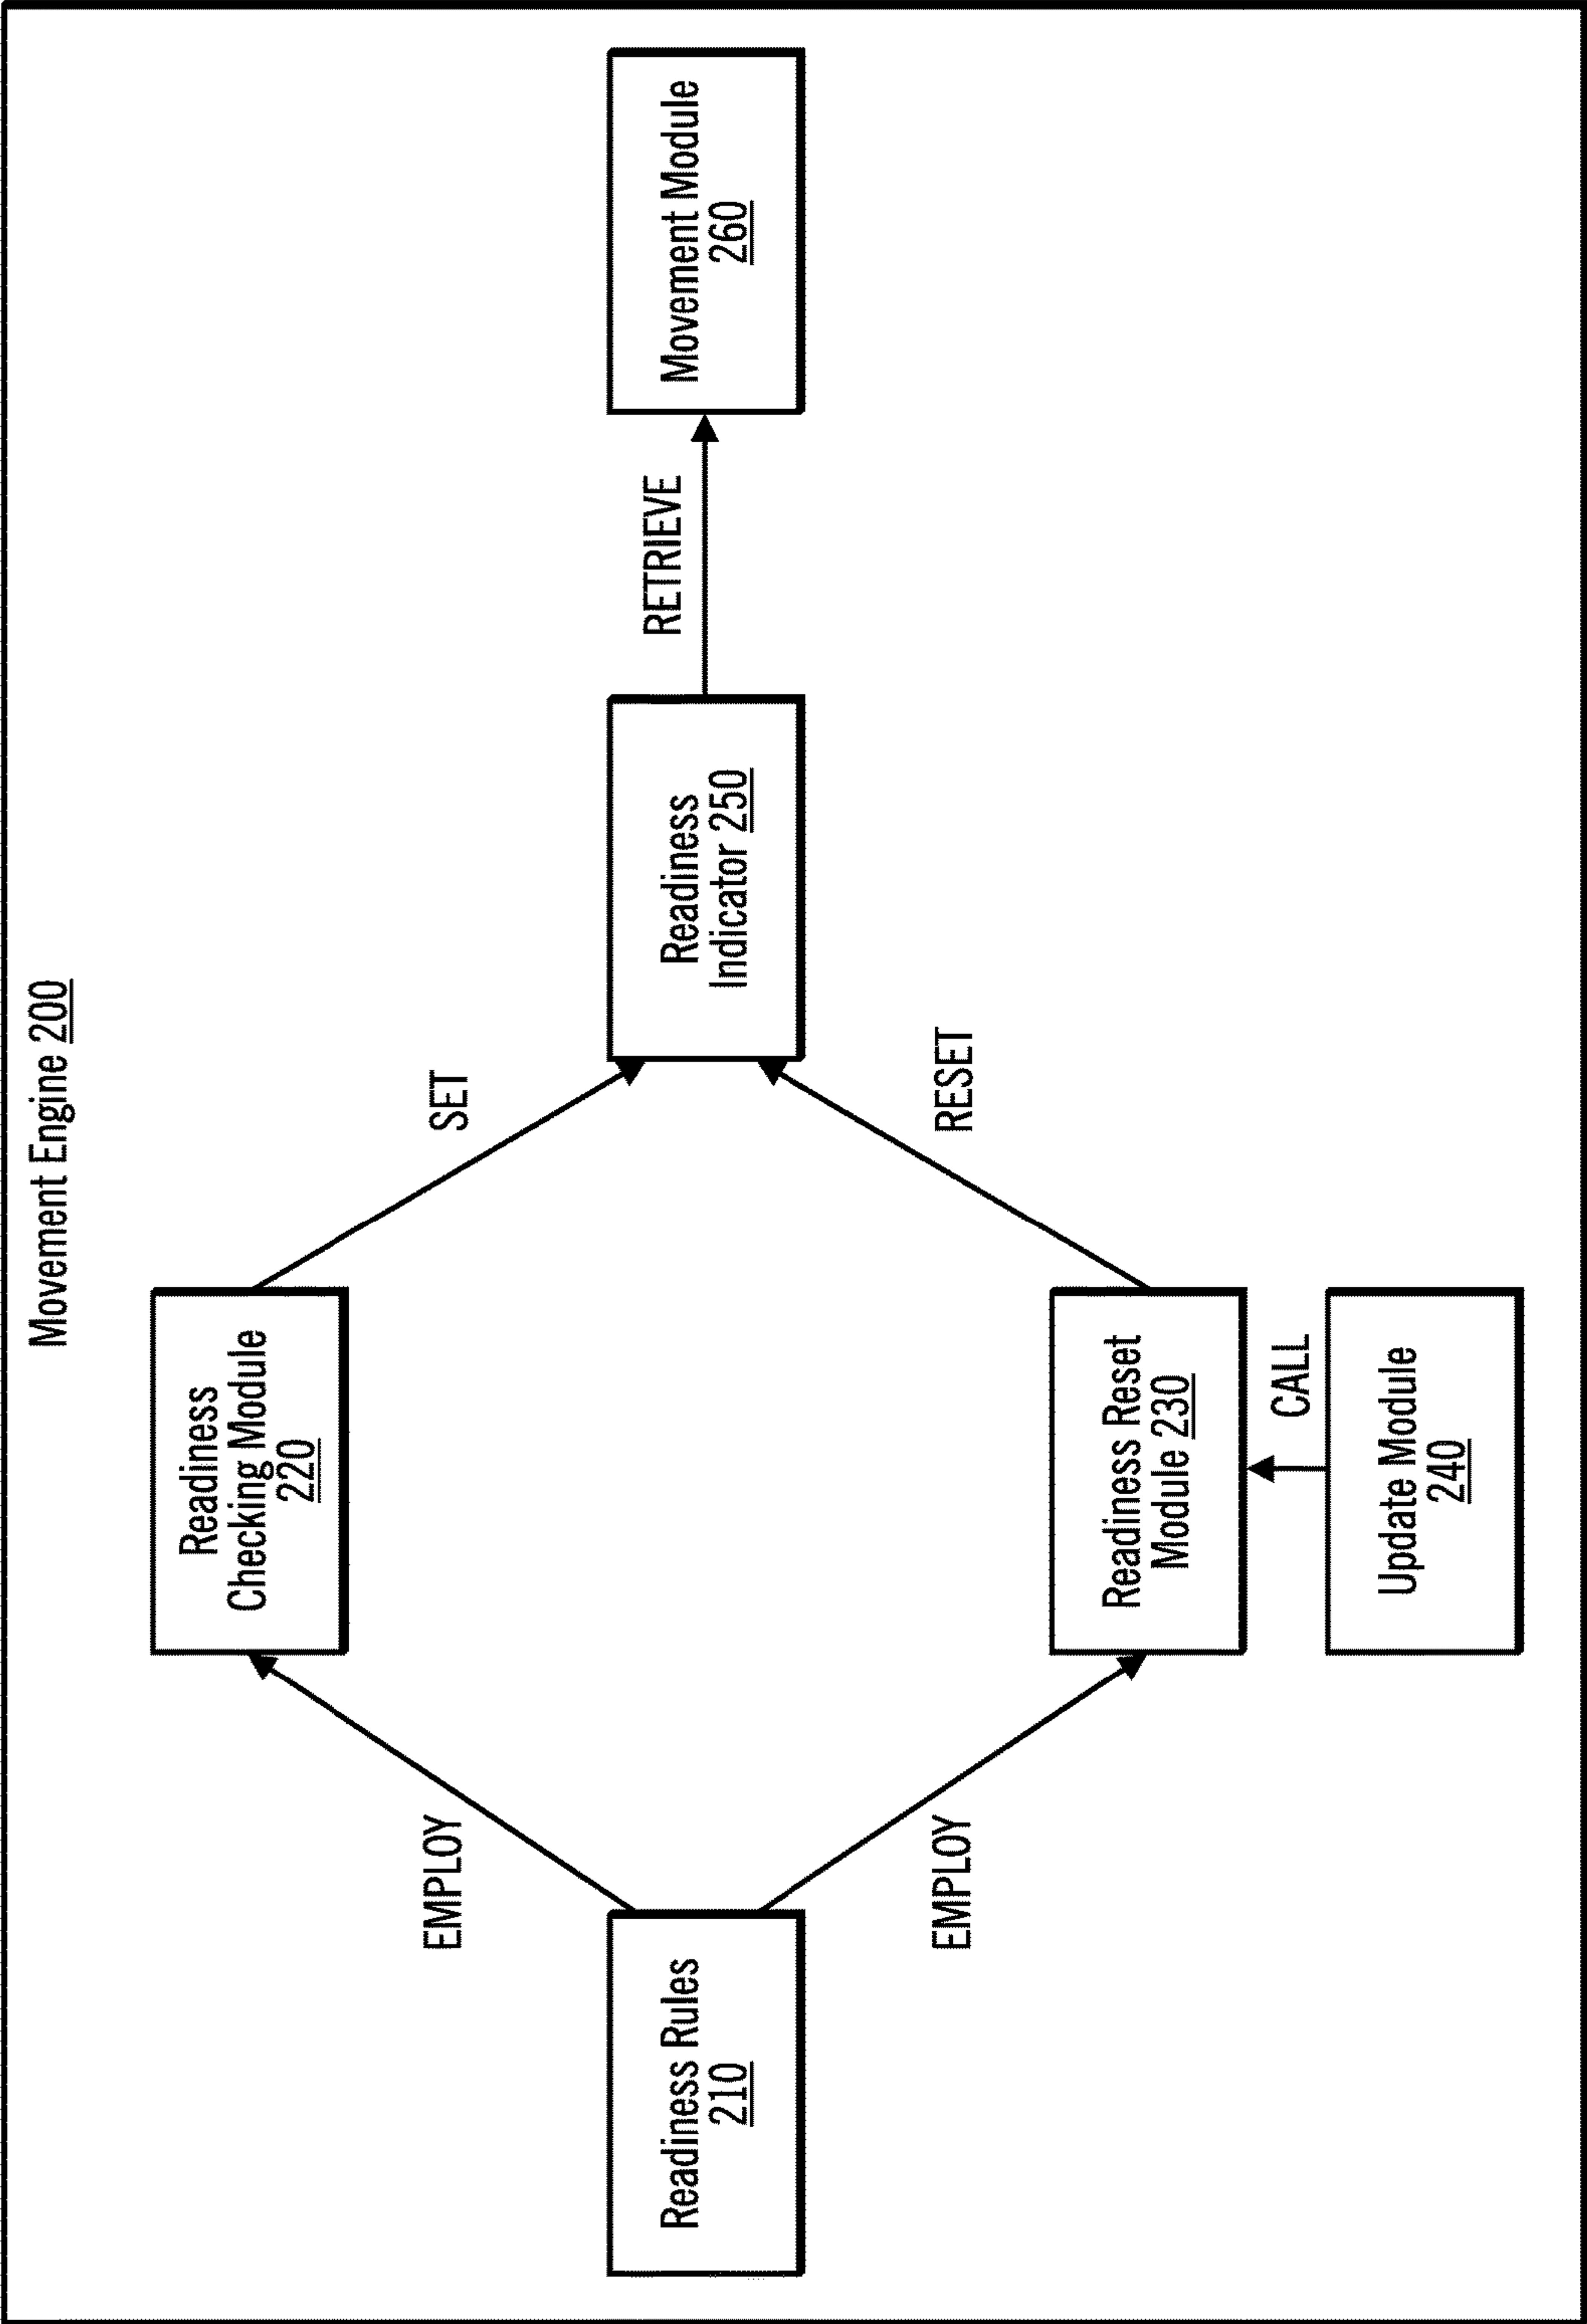 Movement Engine 200
Readiness
Checking Module
220
EMPLOY
SET
Readiness Rules
210
Readiness
Indicator 250
RETRIEVE
Movement Module
260
EMPLOY
RESET
Readiness Reset
Module 230
CALL
Update Module
240